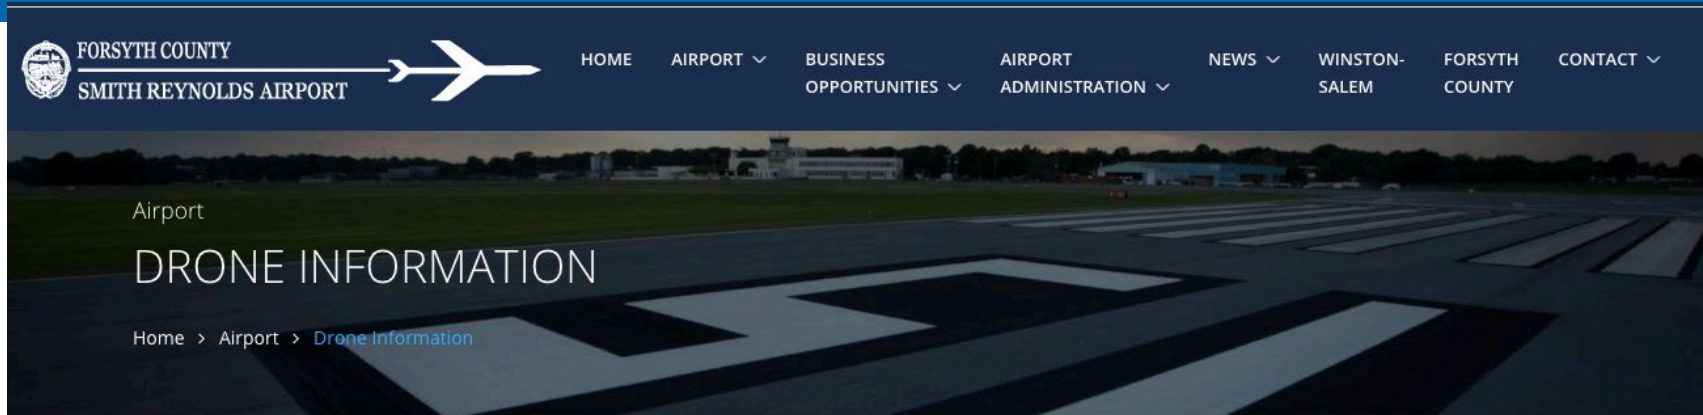 FORSYTH COUNTY
SMITH REYNOLDS AIRPORT
HOME
AIRPORT
BUSINESS
OPPORTUNITIES
AIRPORT
ADMINISTRATION
NEWS
WINSTON-
SALEM
FORSYTH
COUNTY
CONTACT
Airport
DRONE INFORMATION
Home > Airport > Drone Information